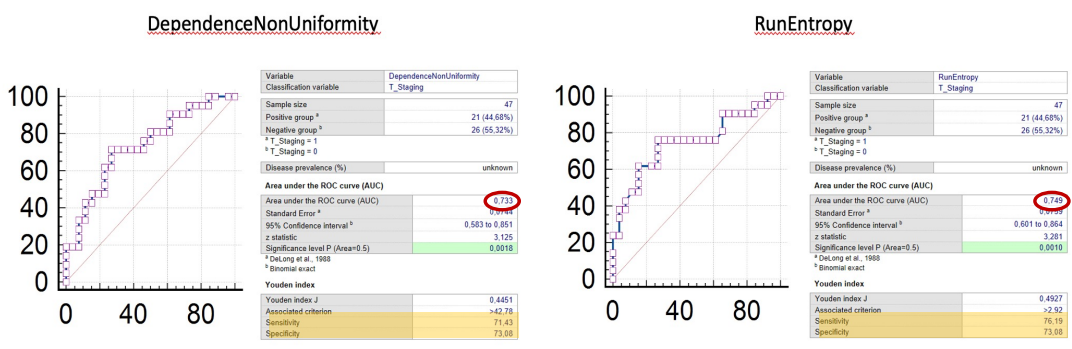 DependenceNonUniformity
100
80
60
40
20
0
0 40 80
Variable DependenceNonUniformity
Classification variable T_Staging
Sample size 47
Positive group a 21 (44,68%)
Negative group b 26 (55,32%)
a T_Staging = 1
b T_Staging = 0
Disease prevalence (%) unknown
Area under the ROC curve (AUC)
Area under the ROC curve (AUC) 0,733
Standard Error a 0,0744
95% Confidence interval b 0,583 to 0,851
z statistic 3,125
Significance level P (Area=0.5) 0,0018
a DeLong et al., 1988
b Binomial exact
Youden index
Youden index J 0,4451
Associated criterion >42,78
Sensitivity 71,43
Specificity 73,08
RunEntropy
100
80
60
40
20
0
0 40 80
Variable RunEntropy
Classification variable T_Staging
Sample size 47
Positive group a 21 (44,68%)
Negative group b 26 (55,32%)
a T_Staging = 1
b T_Staging = 0
Disease prevalence (%) unknown
Area under the ROC curve (AUC)
Area under the ROC curve (AUC) 0,749
Standard Error a 0,0759
95% Confidence interval b 0,601 to 0,864
z statistic 3,281
Significance level P (Area=0.5) 0,0010
a DeLong et al., 1988
b Binomial exact
Youden index
Youden index J 0,4927
Associated criterion >2,92
Sensitivity 76,19
Specificity 73,08